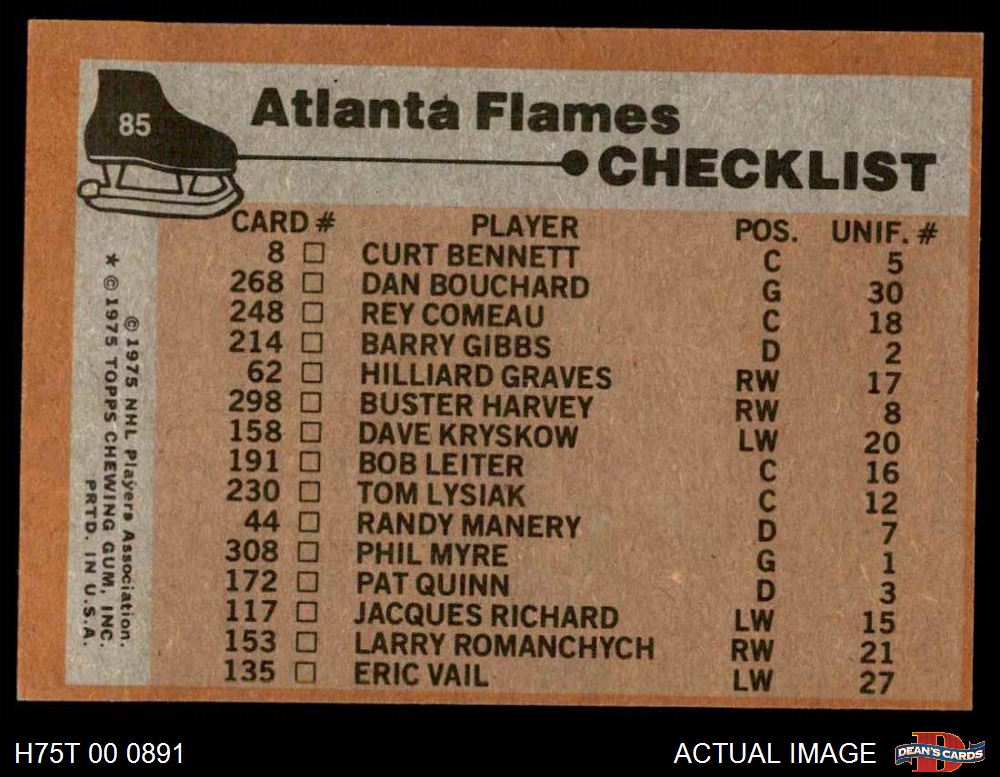 85
Atlanta Flames
CHECKLIST
CARD # PLAYER POS. UNIF. #
8 □ CURT BENNETT C 5
268 □ DAN BOUCHARD G 30
248 □ REY COMEAU C 18
214 □ BARRY GIBBS D 2
62 □ HILLIARD GRAVES RW 17
298 □ BUSTER HARVEY RW 8
158 □ DAVE KRYSKOW LW 20
191 □ BOB LEITER C 16
230 □ TOM LYSIAK C 12
44 □ RANDY MANERY D 7
308 □ PHIL MYRE G 1
172 □ PAT QUINN D 3
117 □ JACQUES RICHARD LW 15
153 □ LARRY ROMANCHYCH RW 21
135 □ ERIC VAIL LW 27
© 1975 NHL Players Association.
* © 1975 TOPPS CHEWING GUM, INC.
PRTD. IN U.S.A.
H75T 00 0891
ACTUAL IMAGE
D
DEAN'S CARDS